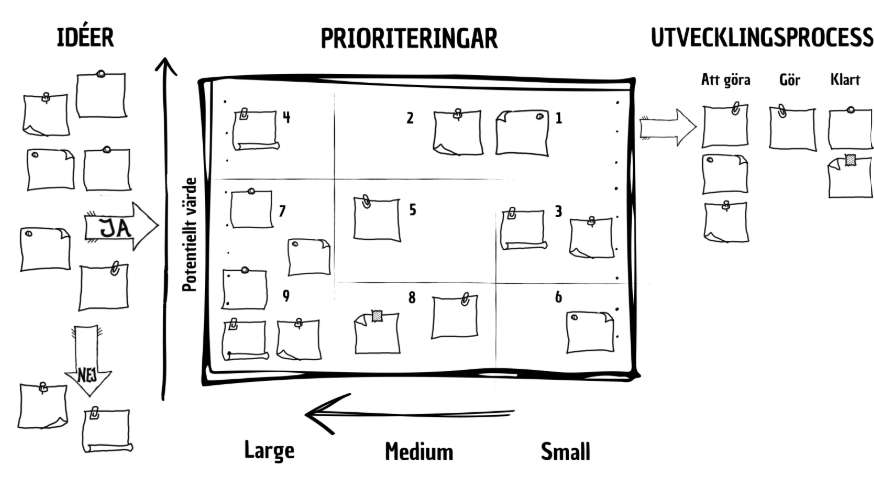 IDÉER
PRIORITERINGAR
UTVECKLINGSPROCESS
Att göra
Gör
Klart
4
2
1
Potentiellt värde
JA
7
5
3
9
8
6
NEJ
Large
Medium
Small